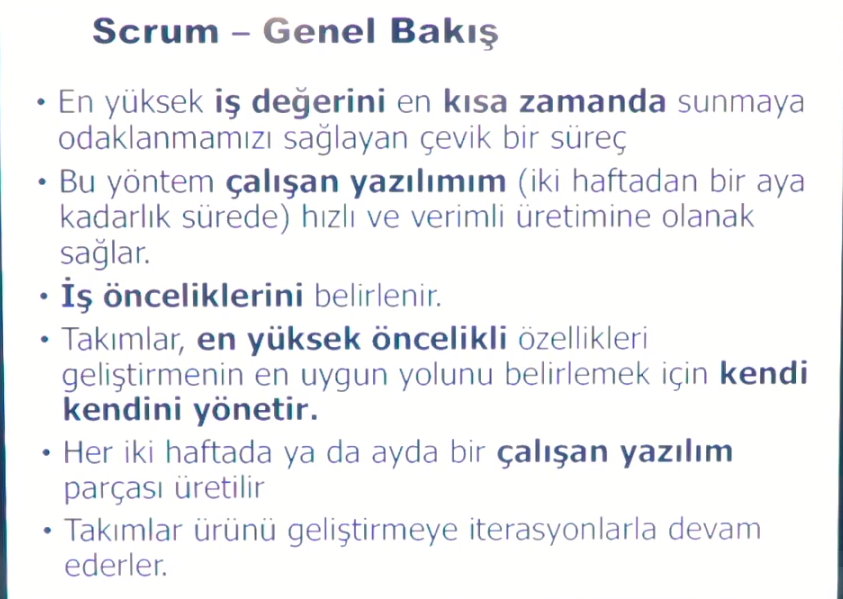 Scrum – Genel Bakış
• En yüksek iş değerini en kısa zamanda sunmaya
odaklanmamızı sağlayan çevik bir süreç
• Bu yöntem çalışan yazılımım (iki haftadan bir aya
kadarlık sürede) hızlı ve verimli üretimine olanak
sağlar.
• İş önceliklerini belirlenir.
• Takımlar, en yüksek öncelikli özellikleri
geliştirmenin en uygun yolunu belirlemek için kendi
kendini yönetir.
• Her iki haftada ya da ayda bir çalışan yazılım
parçası üretilir
• Takımlar ürünü geliştirmeye iterasyonlarla devam
ederler.